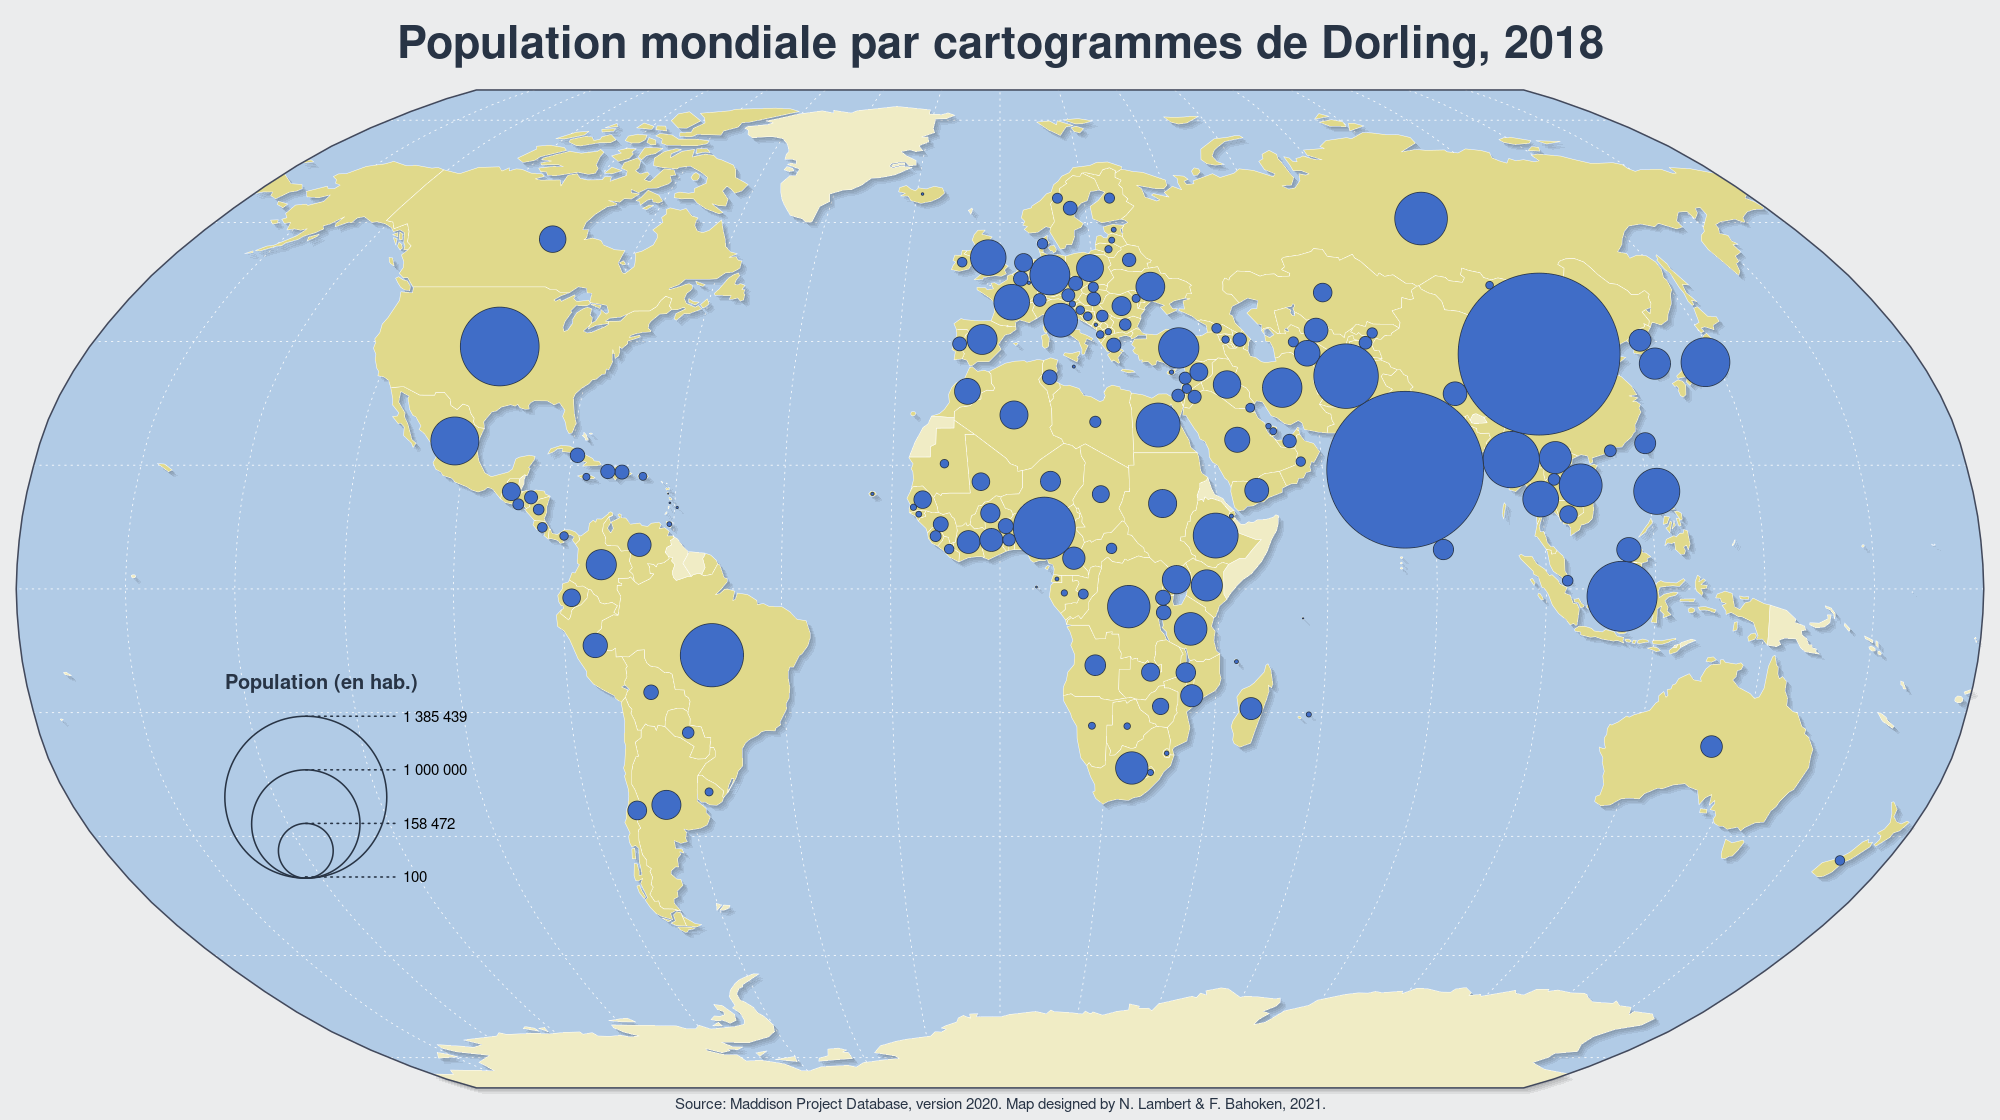 Population mondiale par cartogrammes de Dorling, 2018
Population (en hab.)
1 385 439
1 000 000
158 472
100
Source: Maddison Project Database, version 2020. Map designed by N. Lambert & F. Bahoken, 2021.